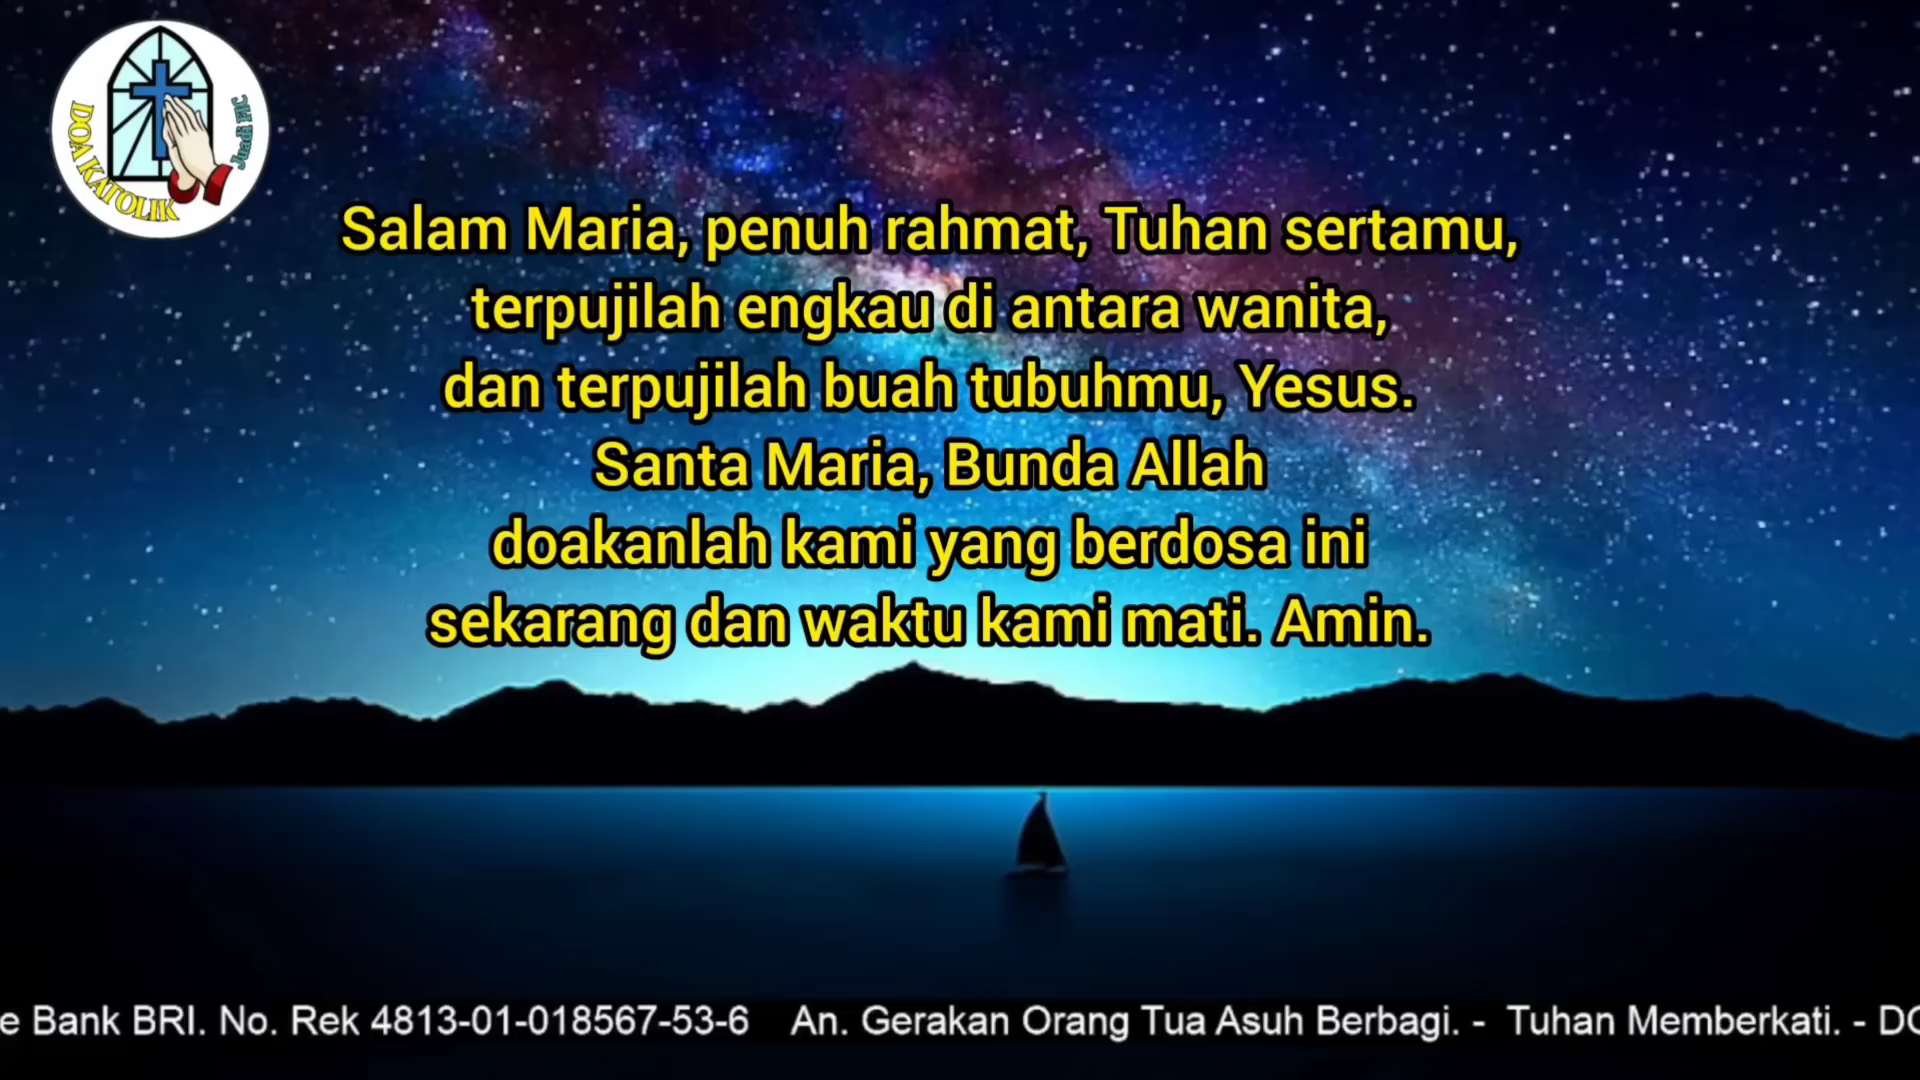 DOA KATOLIK
Juadi FIC
Salam Maria, penuh rahmat, Tuhan sertamu,
terpujilah engkau di antara wanita,
dan terpujilah buah tubuhmu, Yesus.
Santa Maria, Bunda Allah
doakanlah kami yang berdosa ini
sekarang dan waktu kami mati. Amin.
Bank BRI. No. Rek 4813-01-018567-53-6 An. Gerakan Orang Tua Asuh Berbagi. - Tuhan Memberkati. -